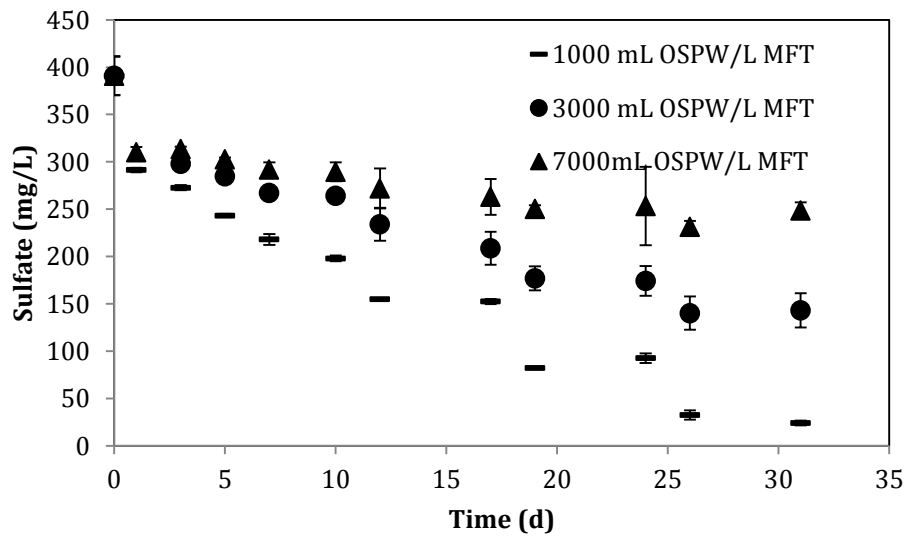 450
400
350
300
250
200
150
100
50
0
Sulfate (mg/L)
1000 mL OSPW/L MFT
3000 mL OSPW/L MFT
7000mL OSPW/L MFT
0 5 10 15 20 25 30 35
Time (d)